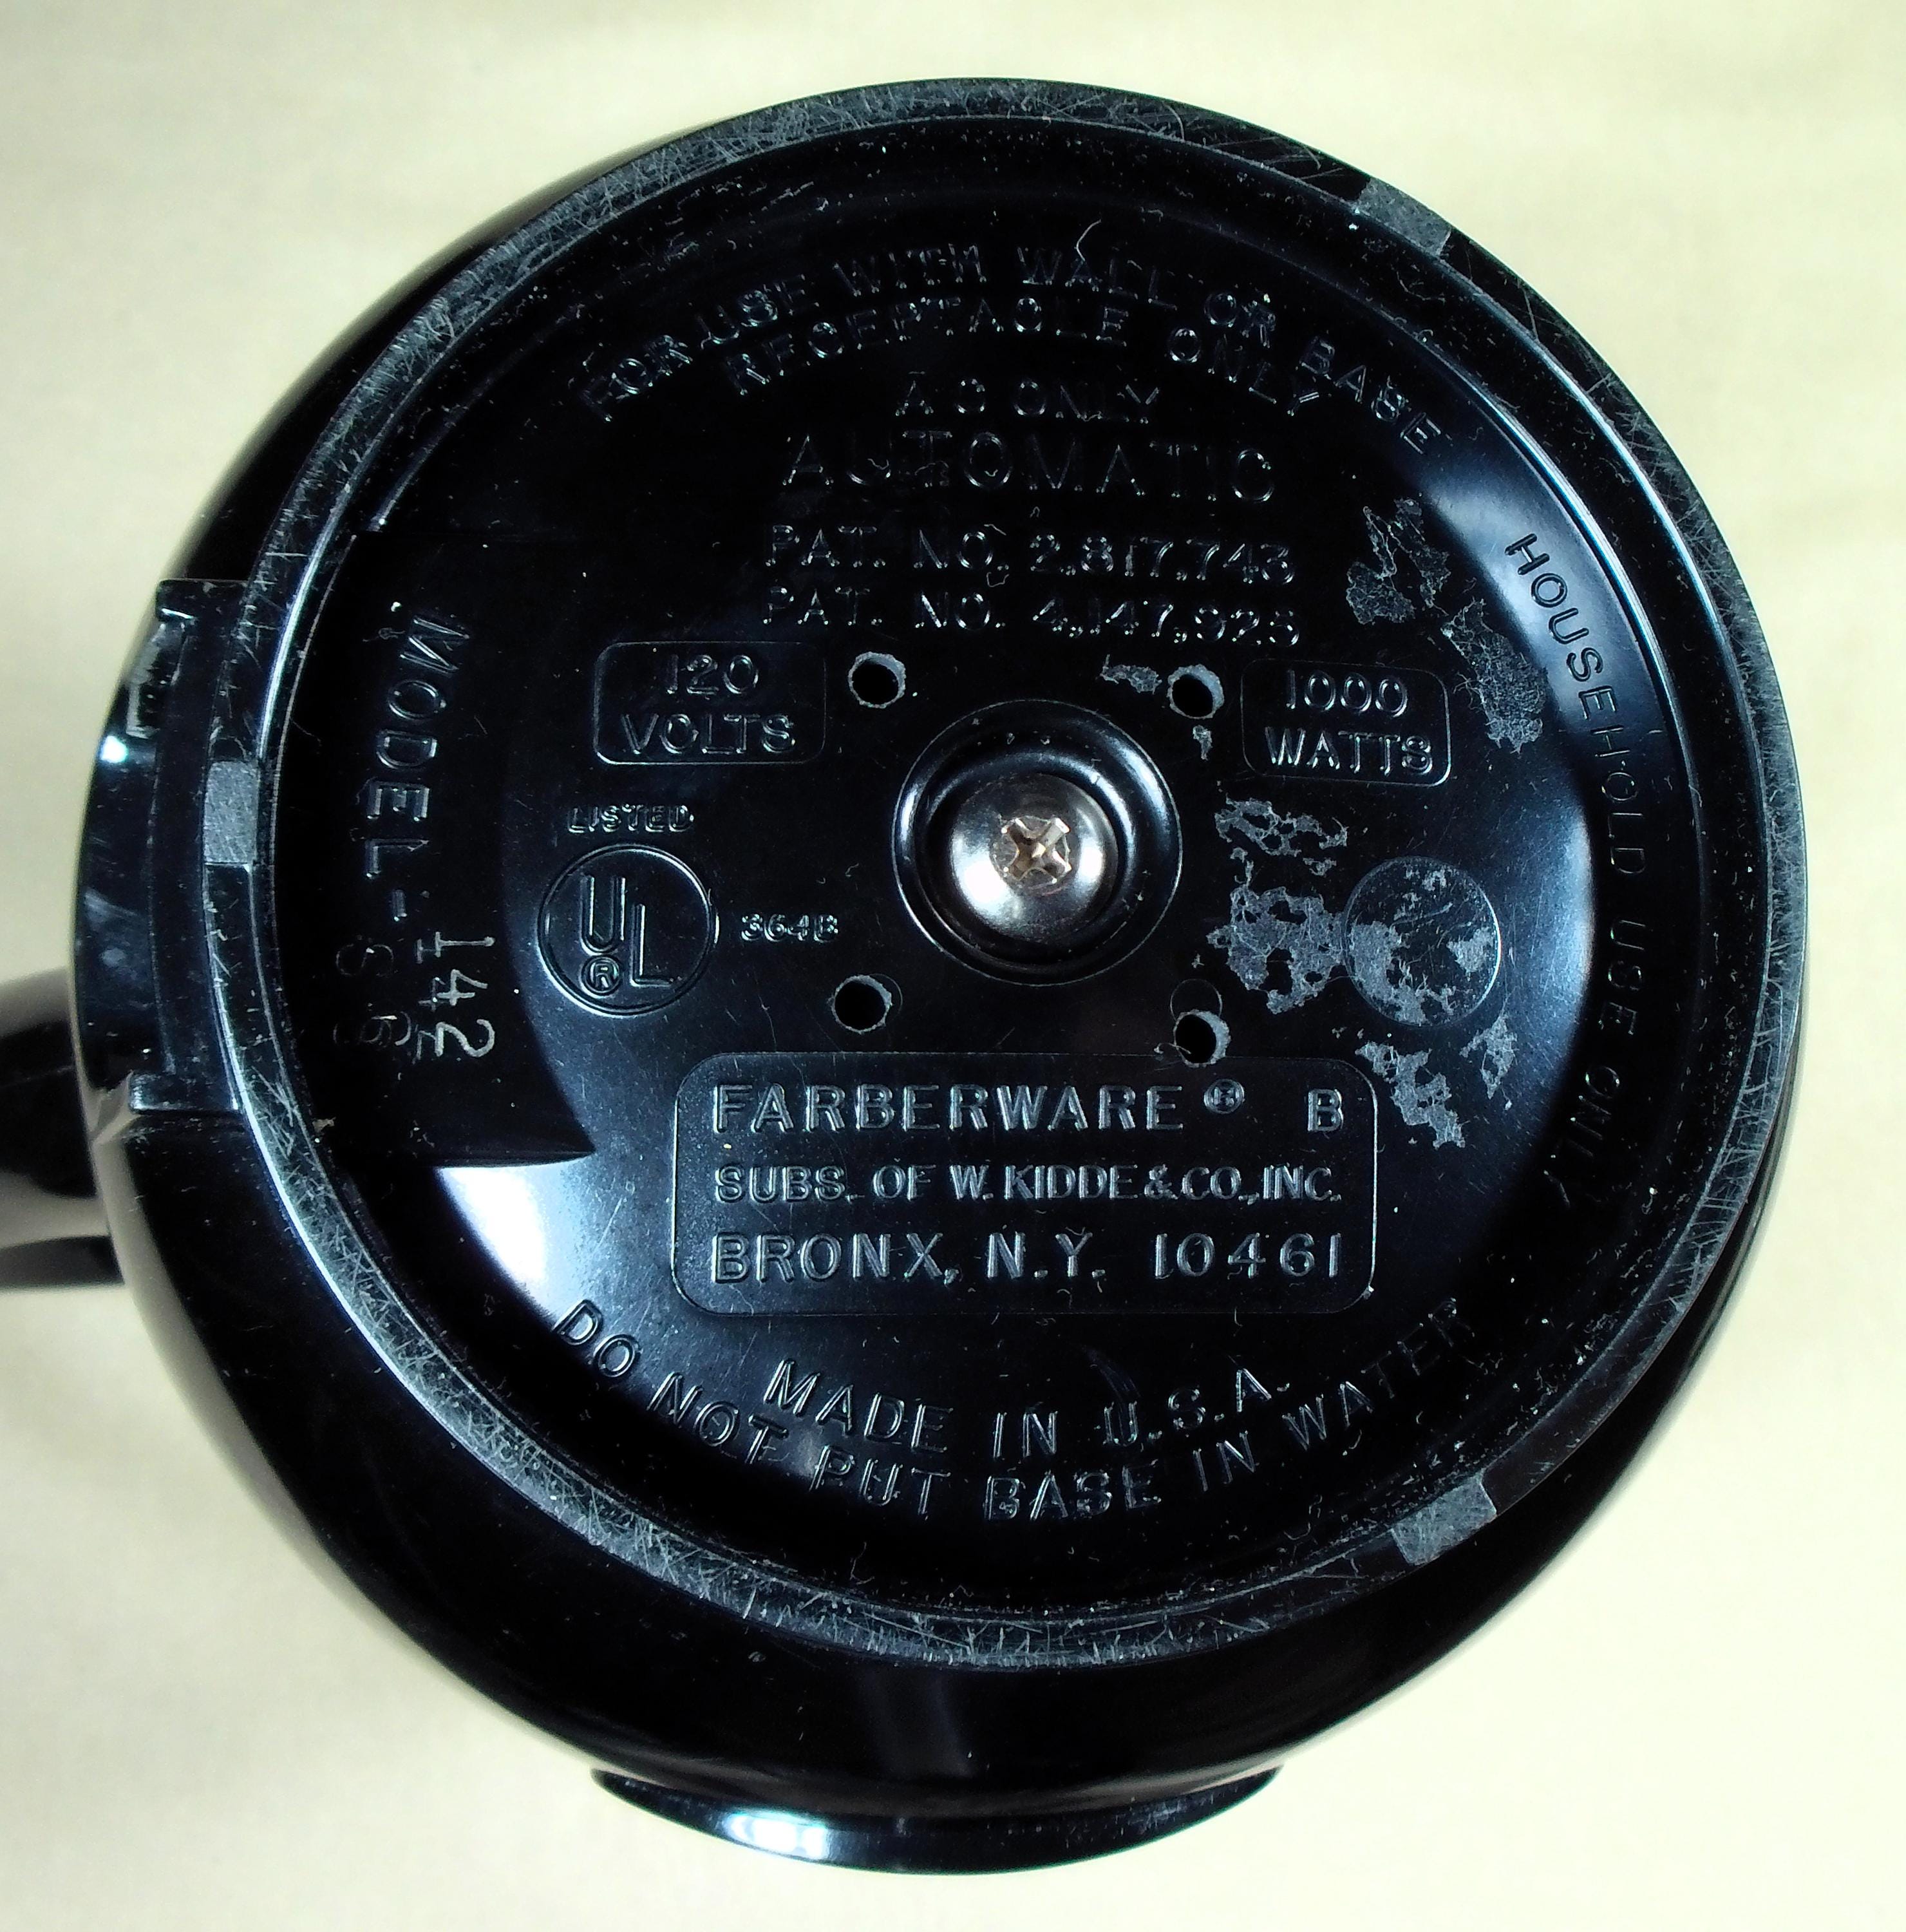 FOR USE WITH WALL OR BASE
RECEPTACLE ONLY
A C ONLY
AUTOMATIC
PAT. NO. 2,817,743
PAT. NO. 4,147,923
120
VOLTS
1000
WATTS
HOUSEHOLD USE ONLY
MODEL-
142
LISTED
UL
®
364B
FARBERWARE ® B
SUBS. OF W. KIDDE & CO., INC.
BRONX, N.Y. 10461
MADE IN U.S.A.
DO NOT PUT BASE IN WATER